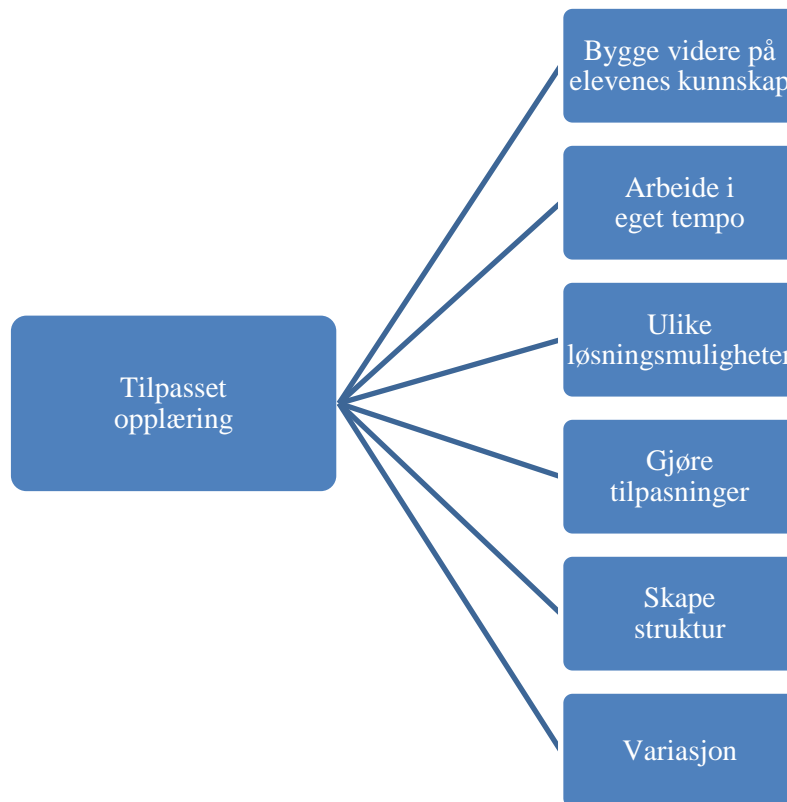 Tilpasset
opplæring
Bygge videre på
elevenes kunnskap
Arbeide i
eget tempo
Ulike
løsningsmuligheter
Gjøre
tilpasninger
Skape
struktur
Variasjon